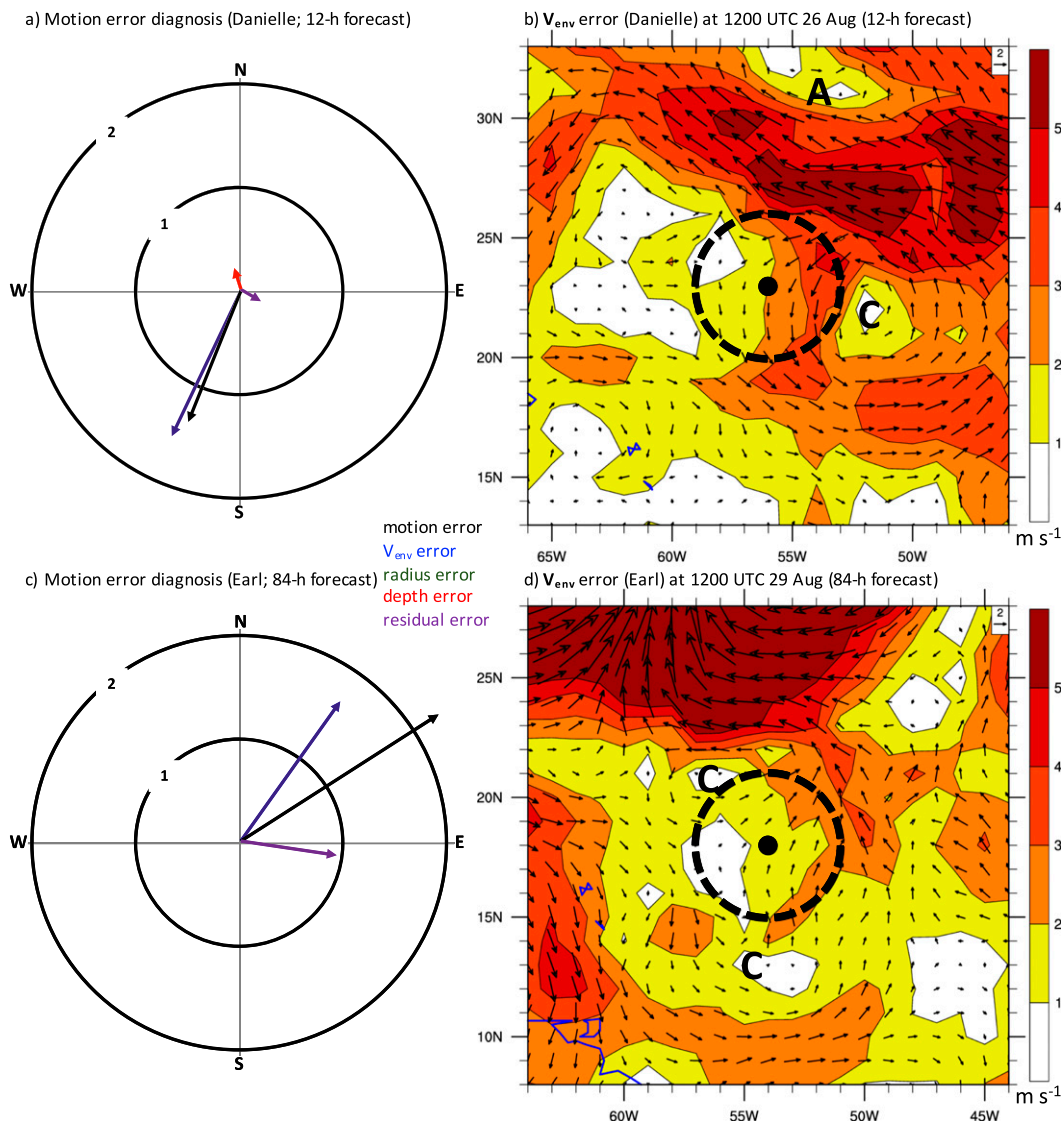 a) Motion error diagnosis (Danielle; 12-h forecast)
N
2
1
W
E
S
b) Venv error (Danielle) at 1200 UTC 26 Aug (12-h forecast)
2
A
C
30N
25N
20N
15N
65W 60W 55W 50W
5
4
3
2
1
m s-1
motion error
Venv error
radius error
depth error
residual error
c) Motion error diagnosis (Earl; 84-h forecast)
N
2
1
W
E
S
d) Venv error (Earl) at 1200 UTC 29 Aug (84-h forecast)
2
C
C
25N
20N
15N
10N
60W 55W 50W 45W
5
4
3
2
1
m s-1